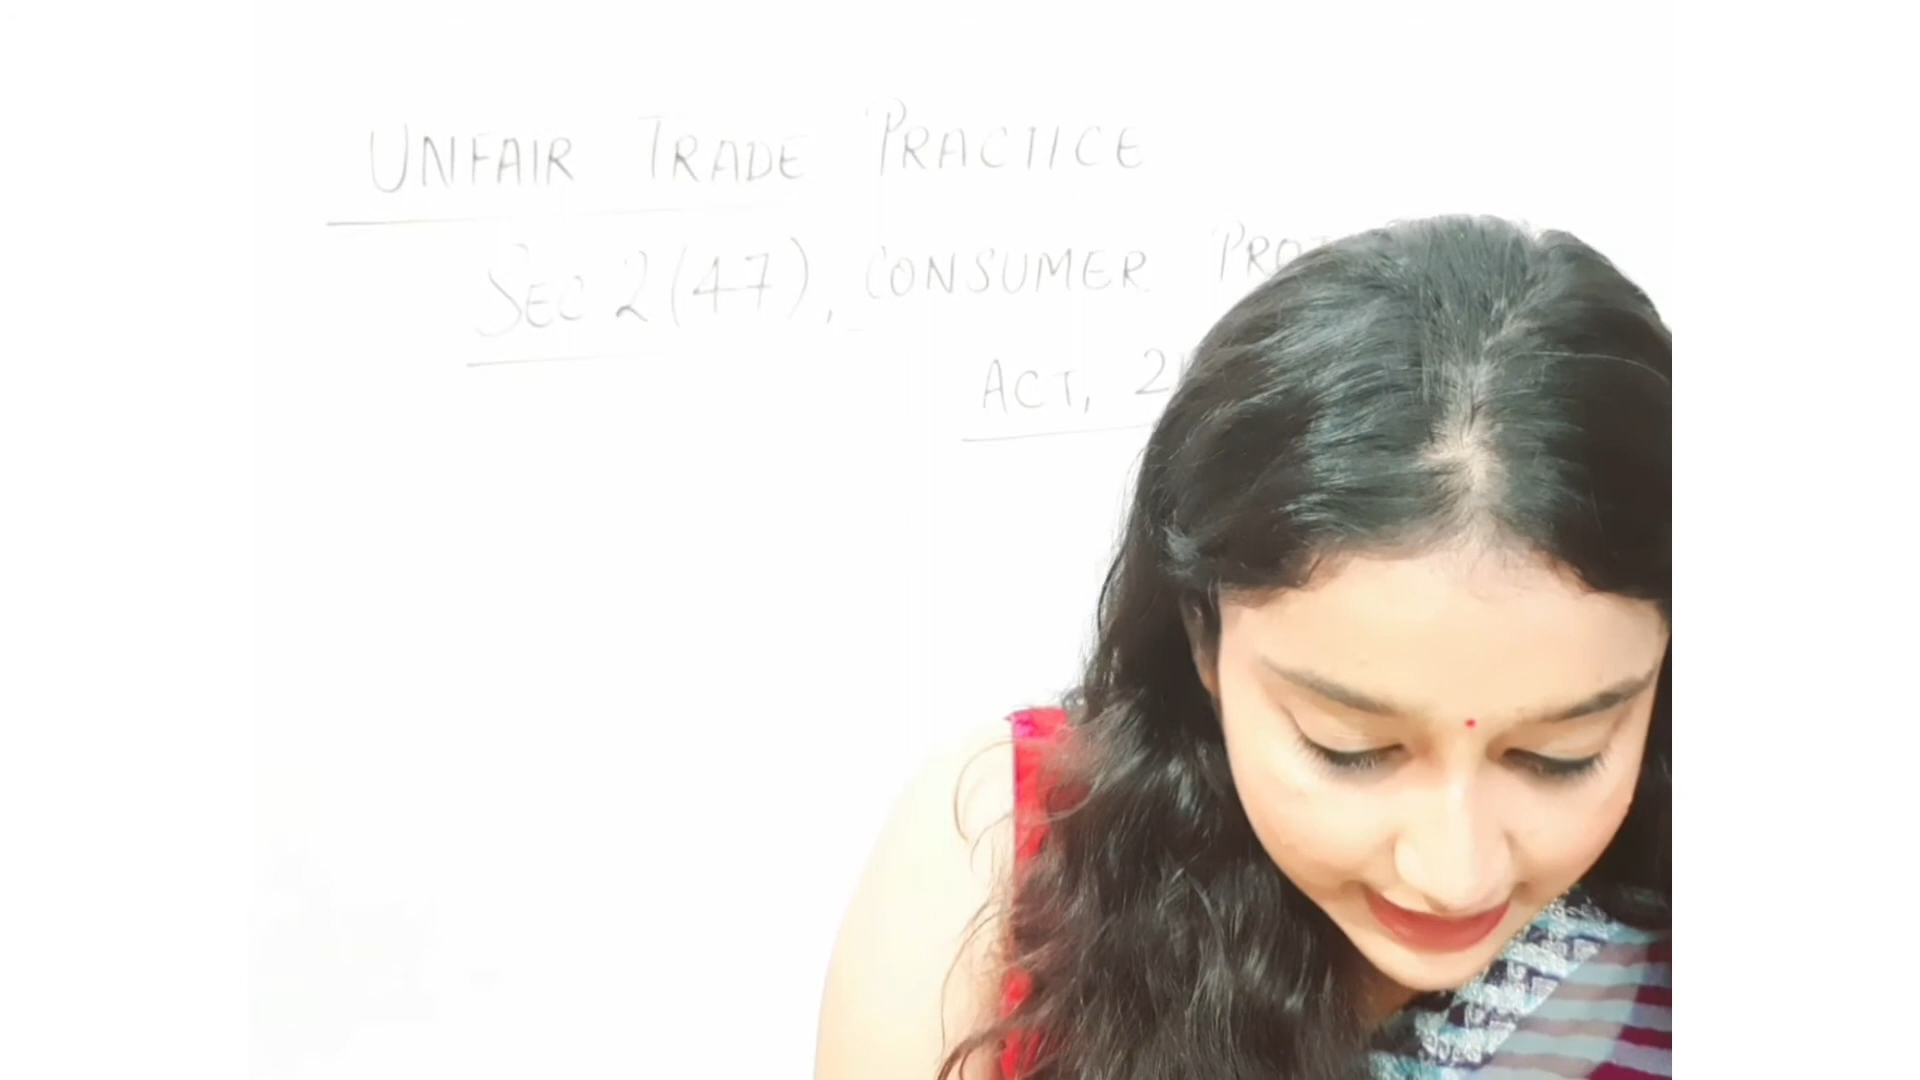 UNFAIR TRADE PRACTICE
SEC 2(47), CONSUMER
ACT,